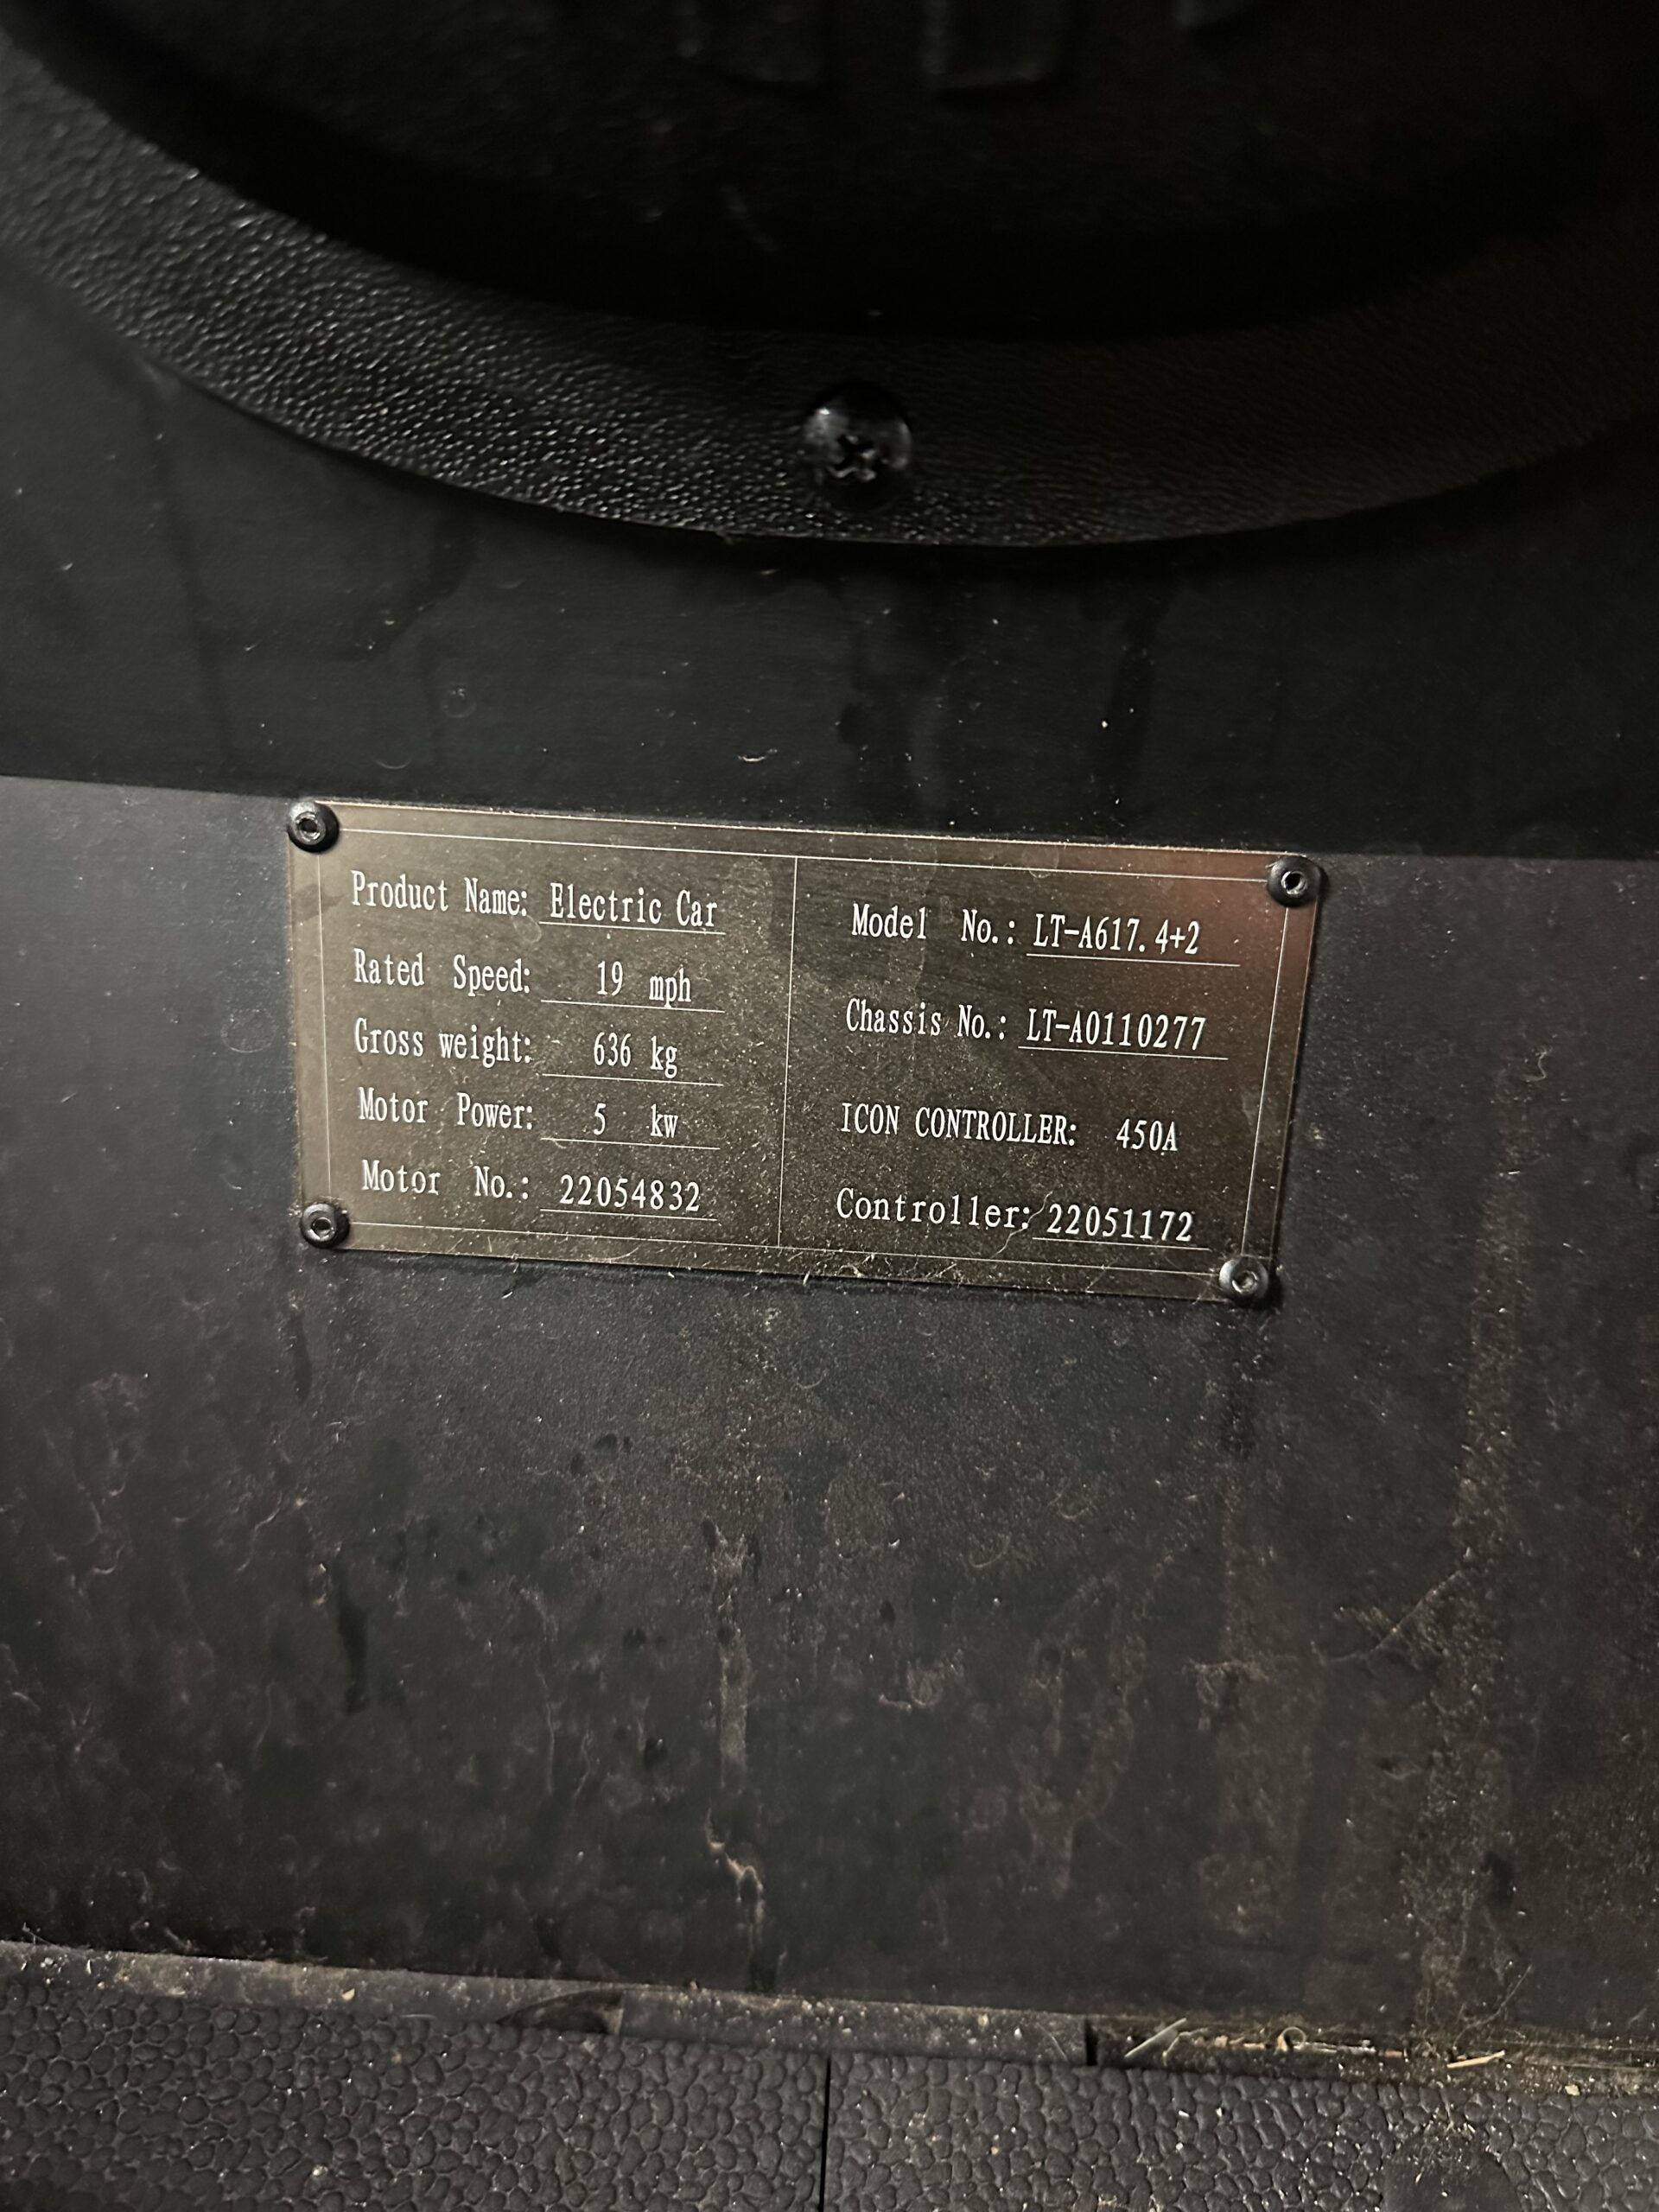 Product Name: Electric Car
Rated Speed: 19 mph
Gross weight: 636 kg
Motor Power: 5 kw
Motor No.: 22054832
Model No.: LT-A617.4+2
Chassis No.: LT-A0110277
ICON CONTROLLER: 450A
Controller: 22051172